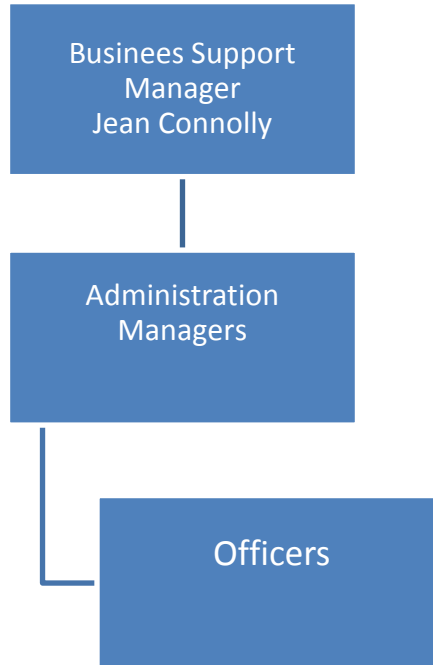 Businees Support
Manager
Jean Connolly
Administration
Managers
Officers